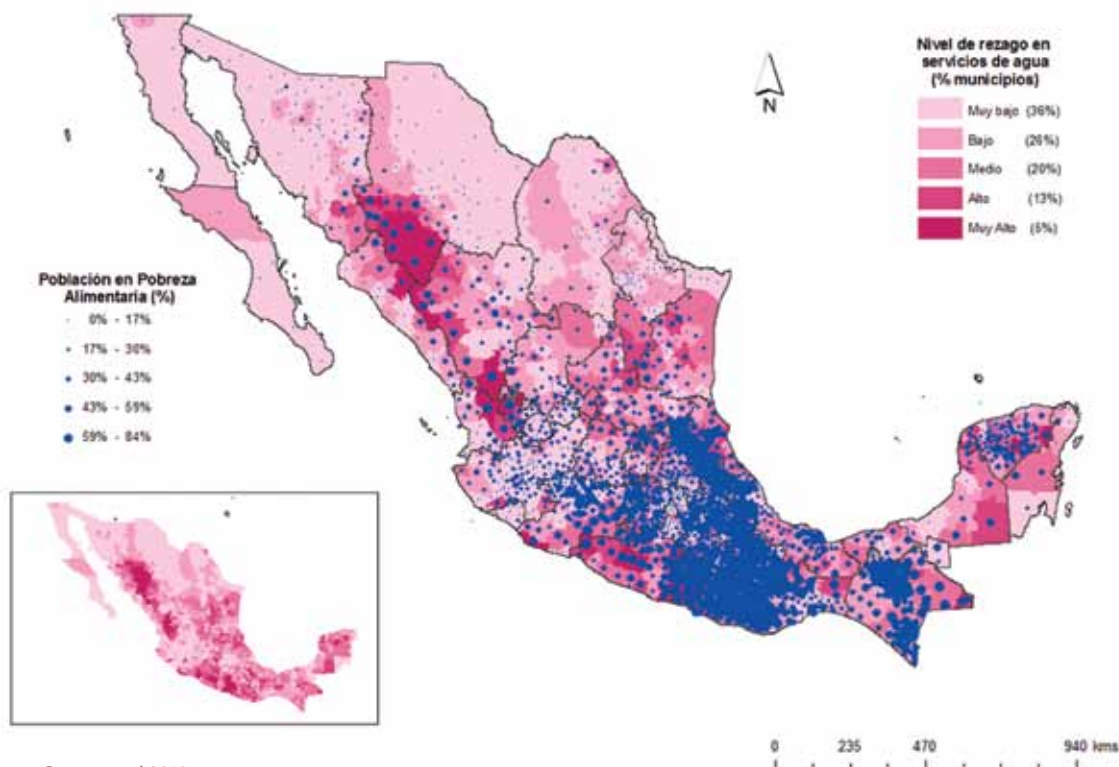 Nivel de rezago en
servicios de agua
(% municipios)
Muy bajo (36%)
Bajo (26%)
Medio (20%)
Alto (13%)
Muy Alto (5%)
N
Población en Pobreza
Alimentaria (%)
0% - 17%
17% - 30%
30% - 43%
43% - 59%
59% - 84%
0 235 470 940 kms